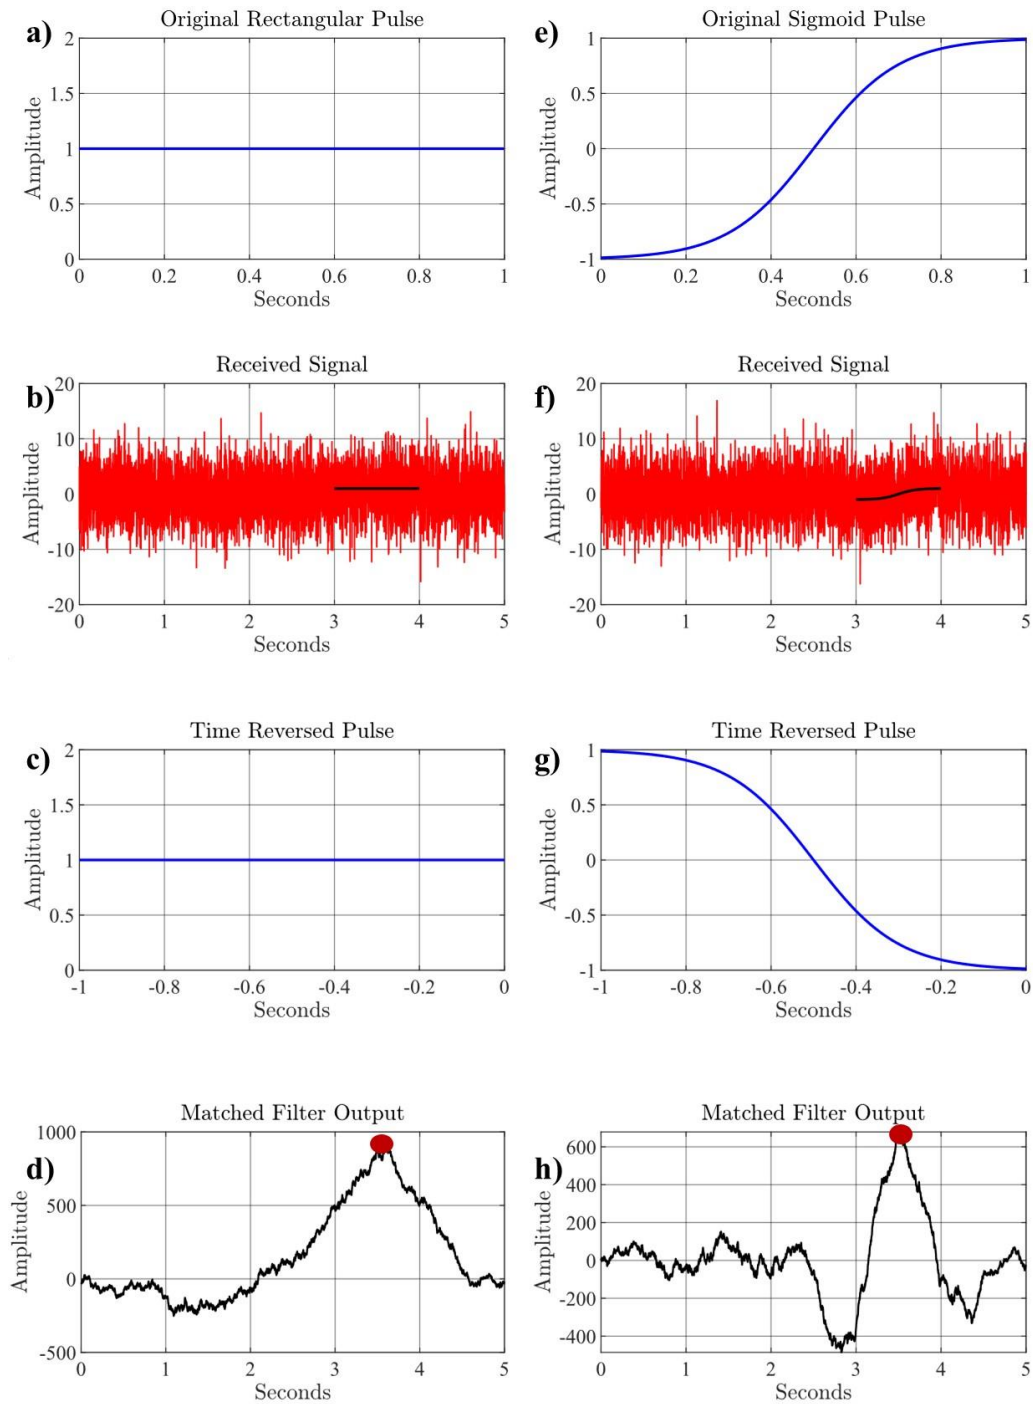 a)
Original Rectangular Pulse
Amplitude
2
1.5
1
0.5
0
0 0.2 0.4 0.6 0.8 1
Seconds
e)
Original Sigmoid Pulse
Amplitude
1
0.5
0
-0.5
-1
0 0.2 0.4 0.6 0.8 1
Seconds
b)
Received Signal
Amplitude
20
10
0
-10
-20
0 1 2 3 4 5
Seconds
f)
Received Signal
Amplitude
20
10
0
-10
-20
0 1 2 3 4 5
Seconds
c)
Time Reversed Pulse
Amplitude
2
1.5
1
0.5
0
-1 -0.8 -0.6 -0.4 -0.2 0
Seconds
g)
Time Reversed Pulse
Amplitude
1
0.5
0
-0.5
-1
-1 -0.8 -0.6 -0.4 -0.2 0
Seconds
d)
Matched Filter Output
Amplitude
1000
500
0
-500
0 1 2 3 4 5
Seconds
h)
Matched Filter Output
Amplitude
600
400
200
0
-200
-400
0 1 2 3 4 5
Seconds